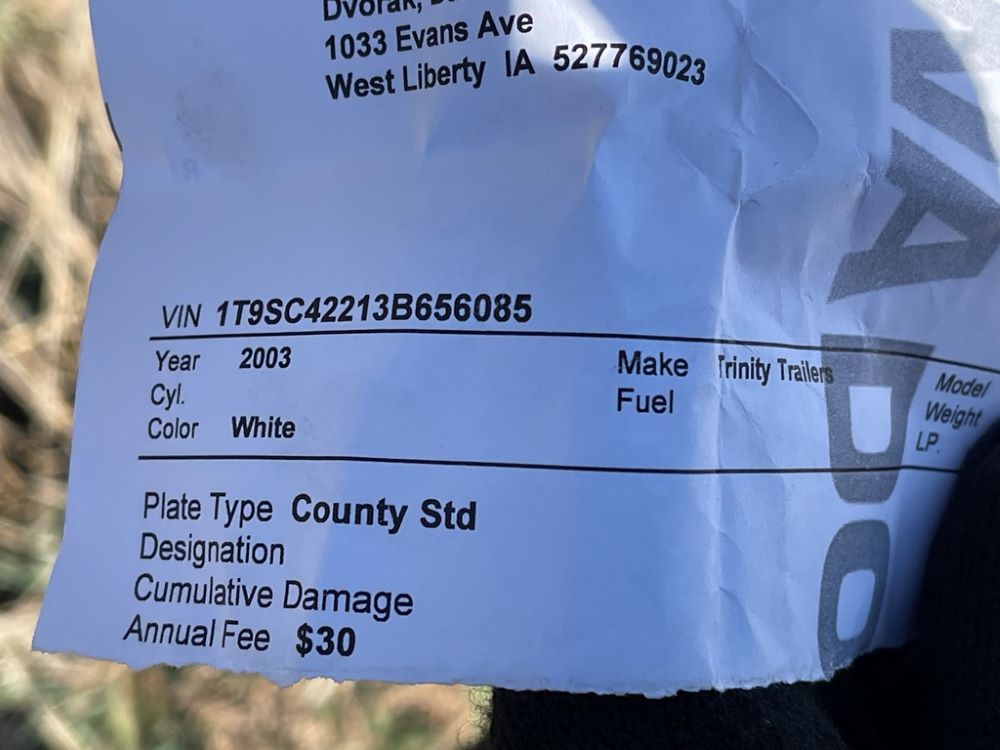 Dvorak,
1033 Evans Ave
West Liberty IA 527769023
VIN 1T9SC42213B656085
Year 2003 Make Trinity Trailers Model
Cyl. Fuel Weight
Color White LP.
Plate Type County Std
Designation
Cumulative Damage
Annual Fee $30